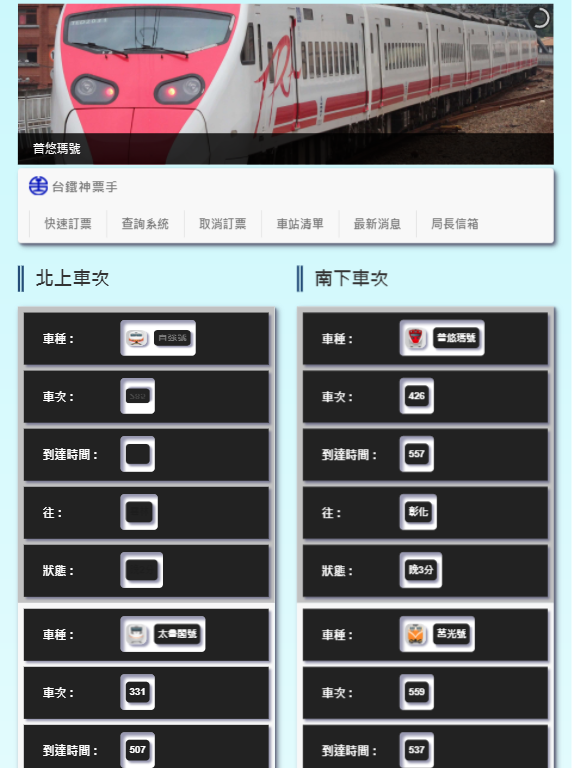 普悠瑪號
台鐵神票手
快速訂票 查詢系統 取消訂票 車站清單 最新消息 局長信箱
北上車次
車種： 自強號
車次：
到達時間：
往：
狀態：
車種： 太魯閣號
車次： 331
到達時間： 507
南下車次
車種： 普悠瑪號
車次： 426
到達時間： 557
往： 彰化
狀態： 晚3分
車種： 莒光號
車次： 559
到達時間： 537